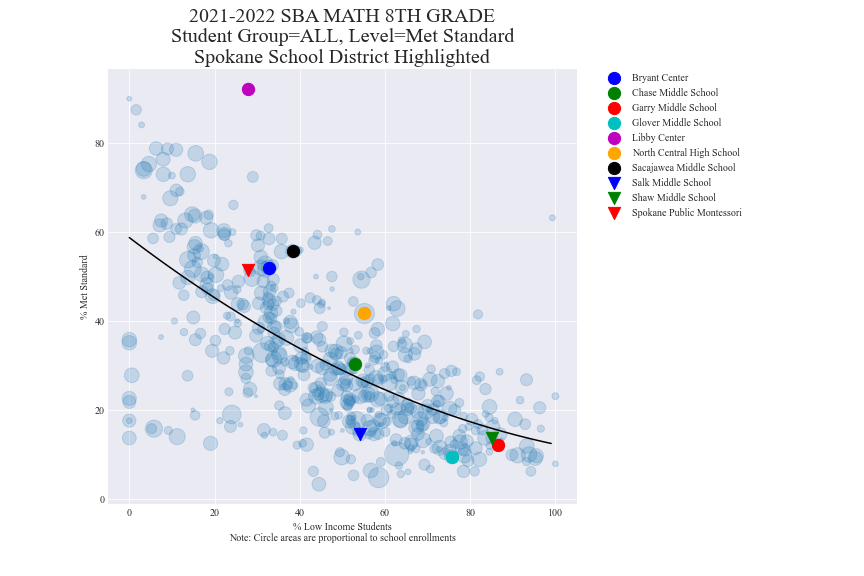 2021-2022 SBA MATH 8TH GRADE
Student Group=ALL, Level=Met Standard
Spokane School District Highlighted
Bryant Center
Chase Middle School
Garry Middle School
Glover Middle School
Libby Center
North Central High School
Sacajawea Middle School
Salk Middle School
Shaw Middle School
Spokane Public Montessori
% Met Standard
80
60
40
20
0
0 20 40 60 80 100
% Low Income Students
Note: Circle areas are proportional to school enrollments